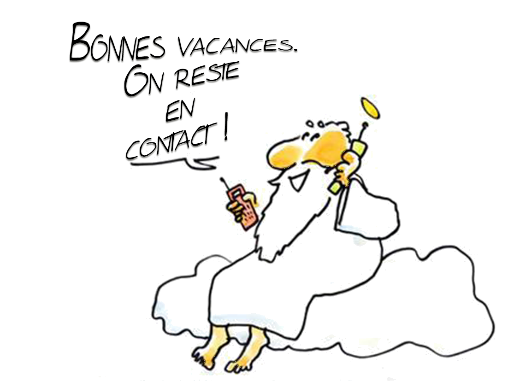 BONNES VACANCES.
ON RESTE
EN
CONTACT !